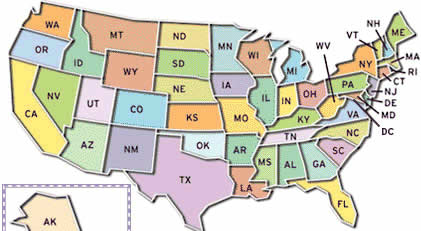 WA
OR
CA
NV
ID
MT
WY
UT
AZ
CO
NM
ND
SD
NE
KS
OK
TX
MN
IA
MO
AR
LA
WI
IL
MI
IN
OH
KY
TN
MS
AL
GA
FL
SC
NC
VA
WV
PA
NY
VT
NH
ME
MA
RI
CT
NJ
DE
MD
DC
AK